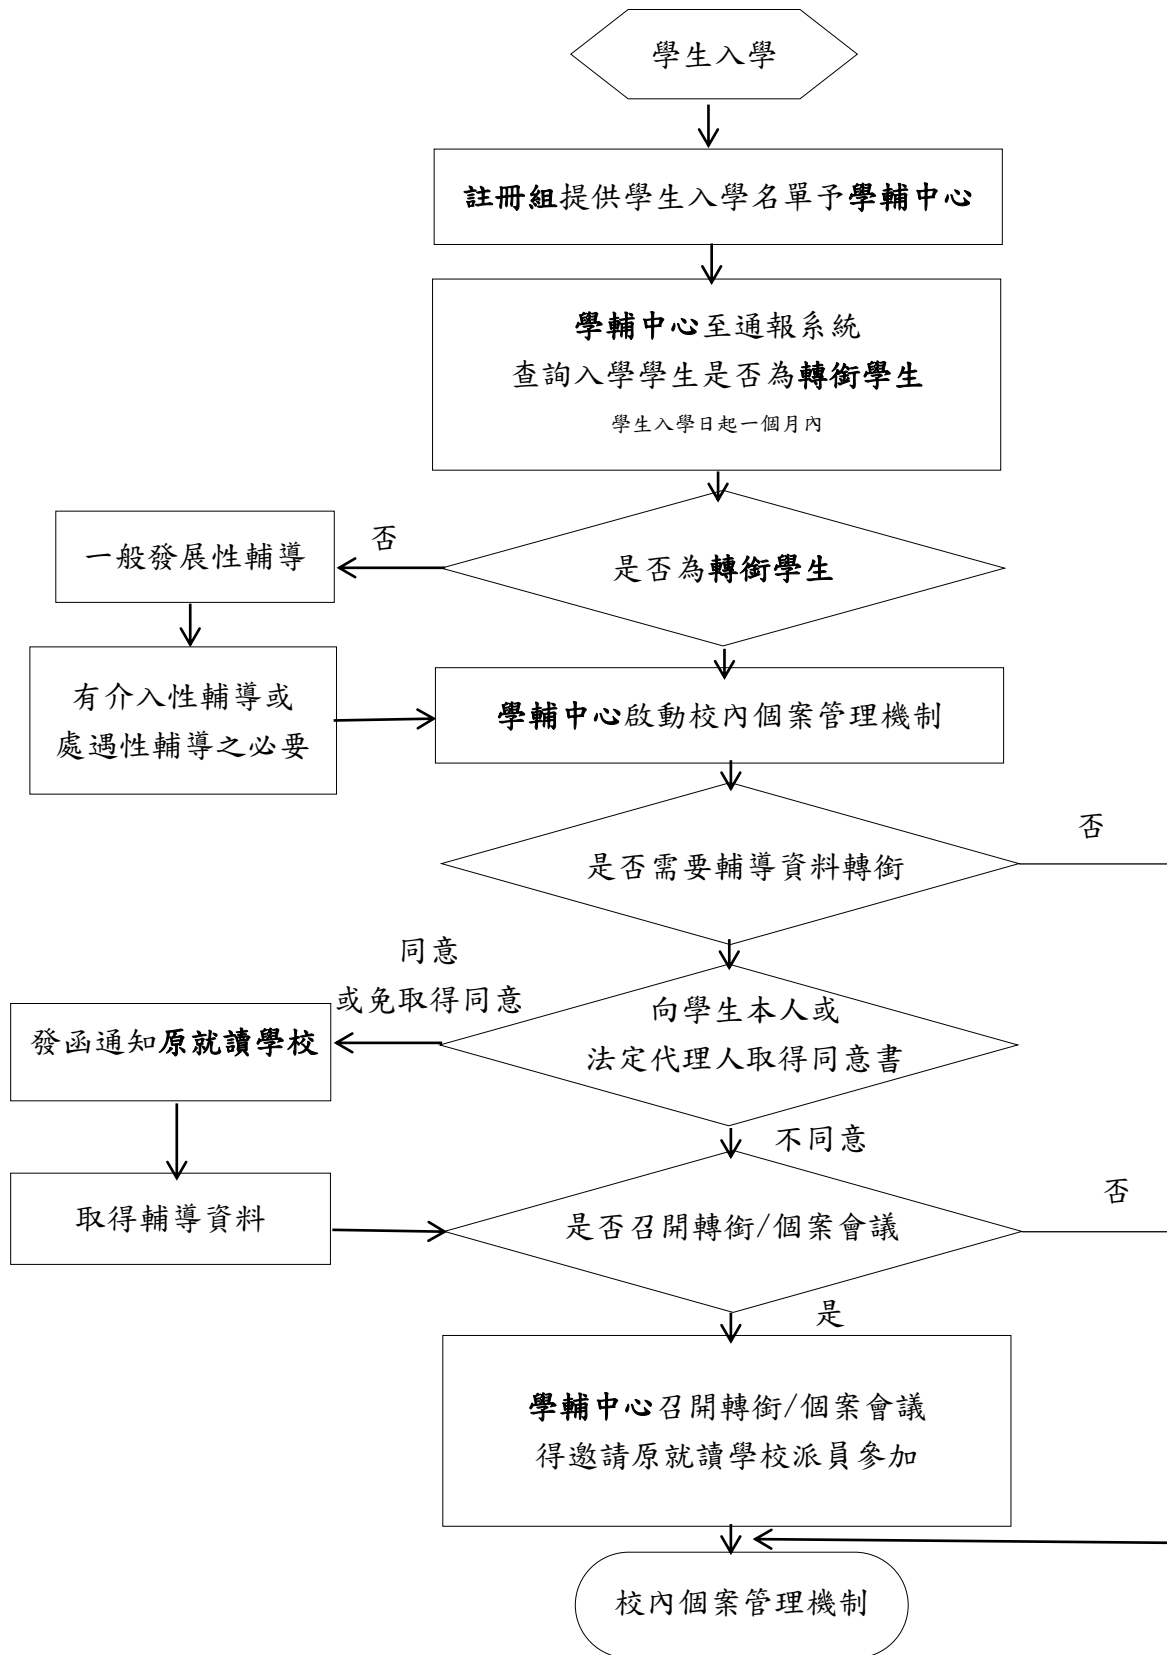 學生入學
註冊組提供學生入學名單予學輔中心
學輔中心至通報系統
查詢入學學生是否為轉銜學生
學生入學日起一個月內
否
一般發展性輔導
是否為轉銜學生
有介入性輔導或
處遇性輔導之必要
學輔中心啟動校內個案管理機制
否
是否需要輔導資料轉銜
同意
或免取得同意
向學生本人或
法定代理人取得同意書
發函通知原就讀學校
不同意
否
取得輔導資料
是否召開轉銜/個案會議
是
學輔中心召開轉銜/個案會議
得邀請原就讀學校派員參加
校內個案管理機制